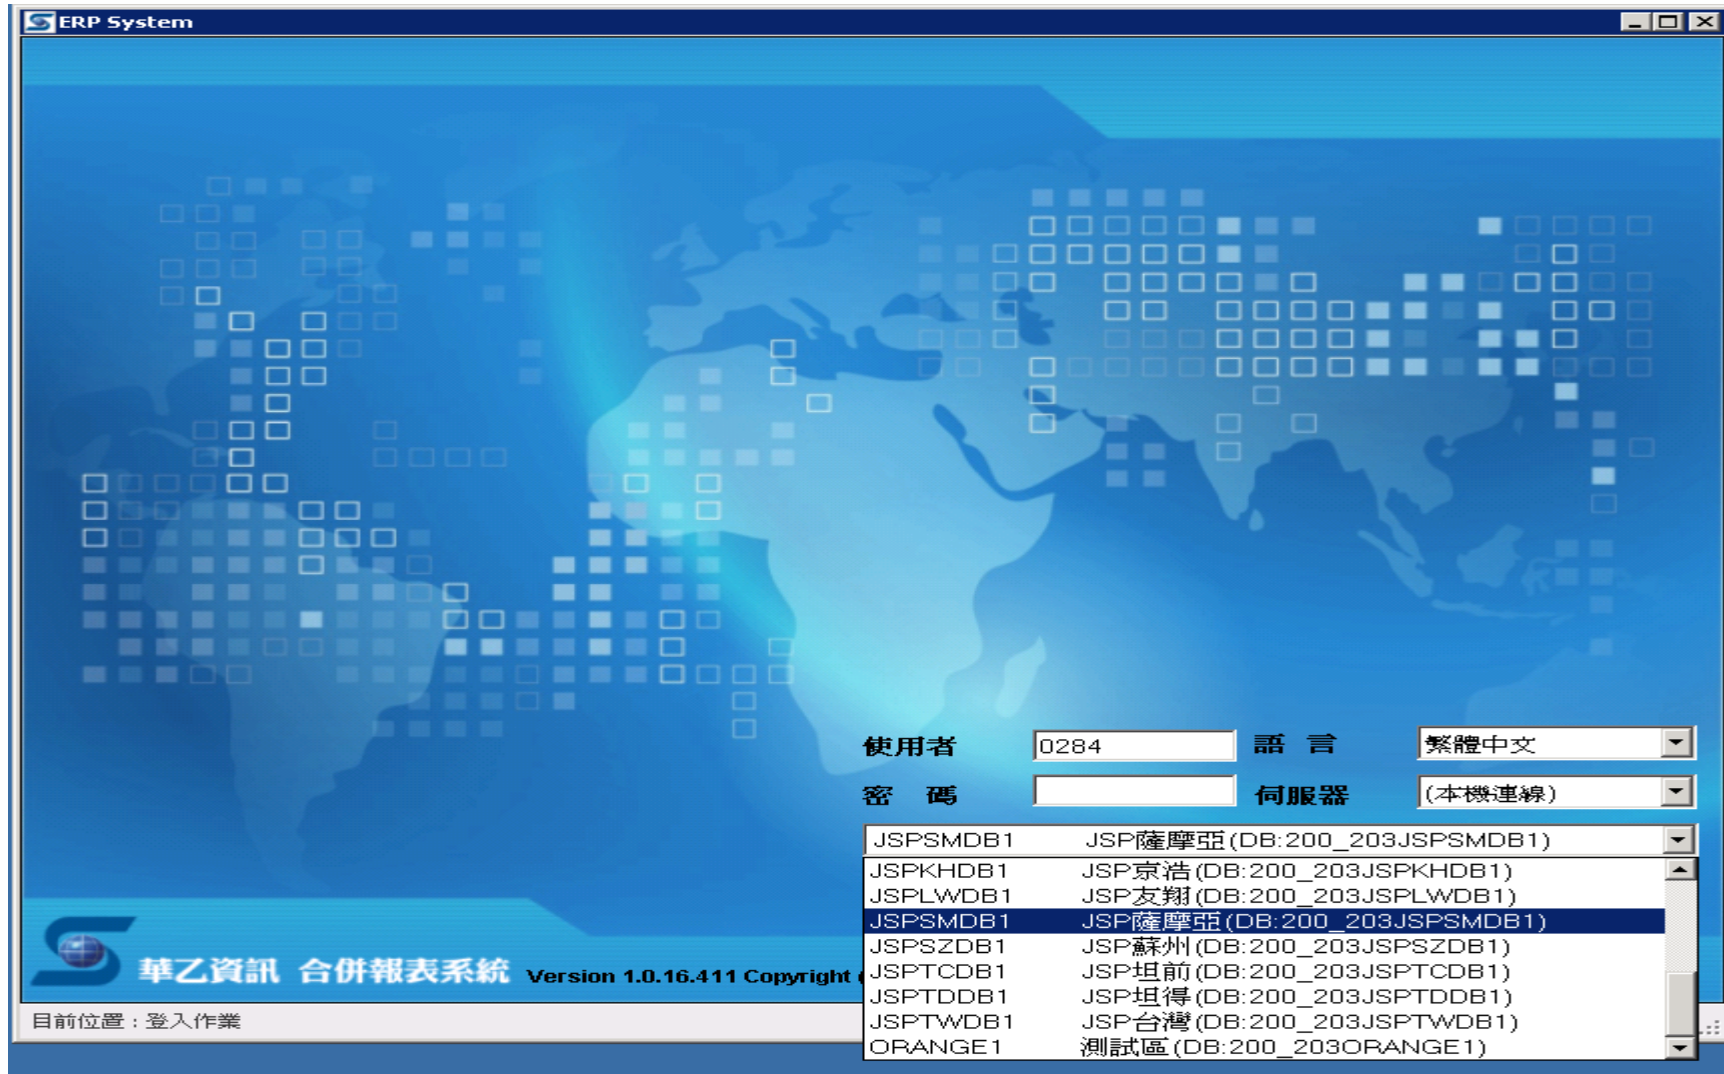 ERP System
使用者 0284 語 言 繁體中文
密 碼 伺服器 (本機連線)
JSPSMDB1 JSP薩摩亞(DB:200_203JSPSMDB1)
JSPKHDB1 JSP京浩(DB:200_203JSPKHDB1)
JSPLWDB1 JSP友翔(DB:200_203JSPLWDB1)
JSPSMDB1 JSP薩摩亞(DB:200_203JSPSMDB1)
JSPSZDB1 JSP蘇州(DB:200_203JSPSZDB1)
JSPTCDB1 JSP坦前(DB:200_203JSPTCDB1)
JSPTDDB1 JSP坦得(DB:200_203JSPTDDB1)
JSPTWDB1 JSP台灣(DB:200_203JSPTWDB1)
ORANGE1 測試區(DB:200_203ORANGE1)
華乙資訊 合併報表系統 Version 1.0.16.411 Copyright
目前位置:登入作業